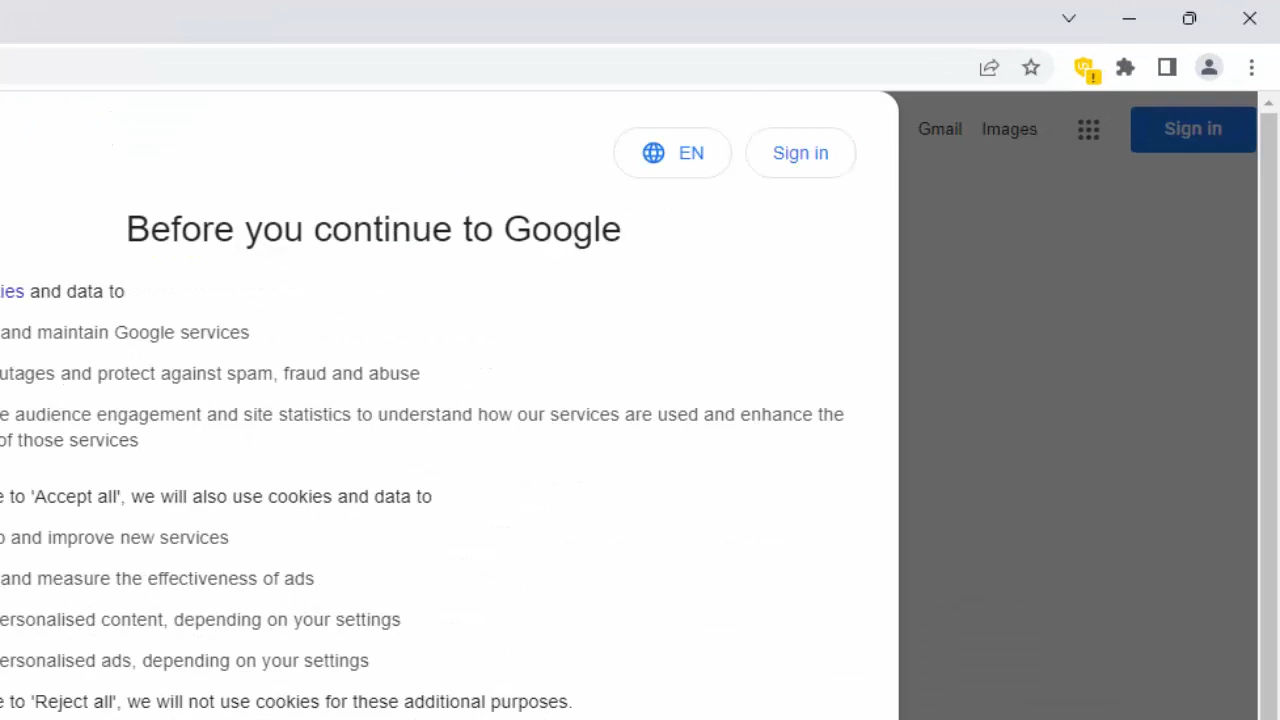 Gmail Images Sign in
EN Sign in
Before you continue to Google
ies and data to
and maintain Google services
utages and protect against spam, fraud and abuse
e audience engagement and site statistics to understand how our services are used and enhance the
of those services
e to 'Accept all', we will also use cookies and data to
p and improve new services
and measure the effectiveness of ads
ersonalised content, depending on your settings
ersonalised ads, depending on your settings
e to 'Reject all', we will not use cookies for these additional purposes.